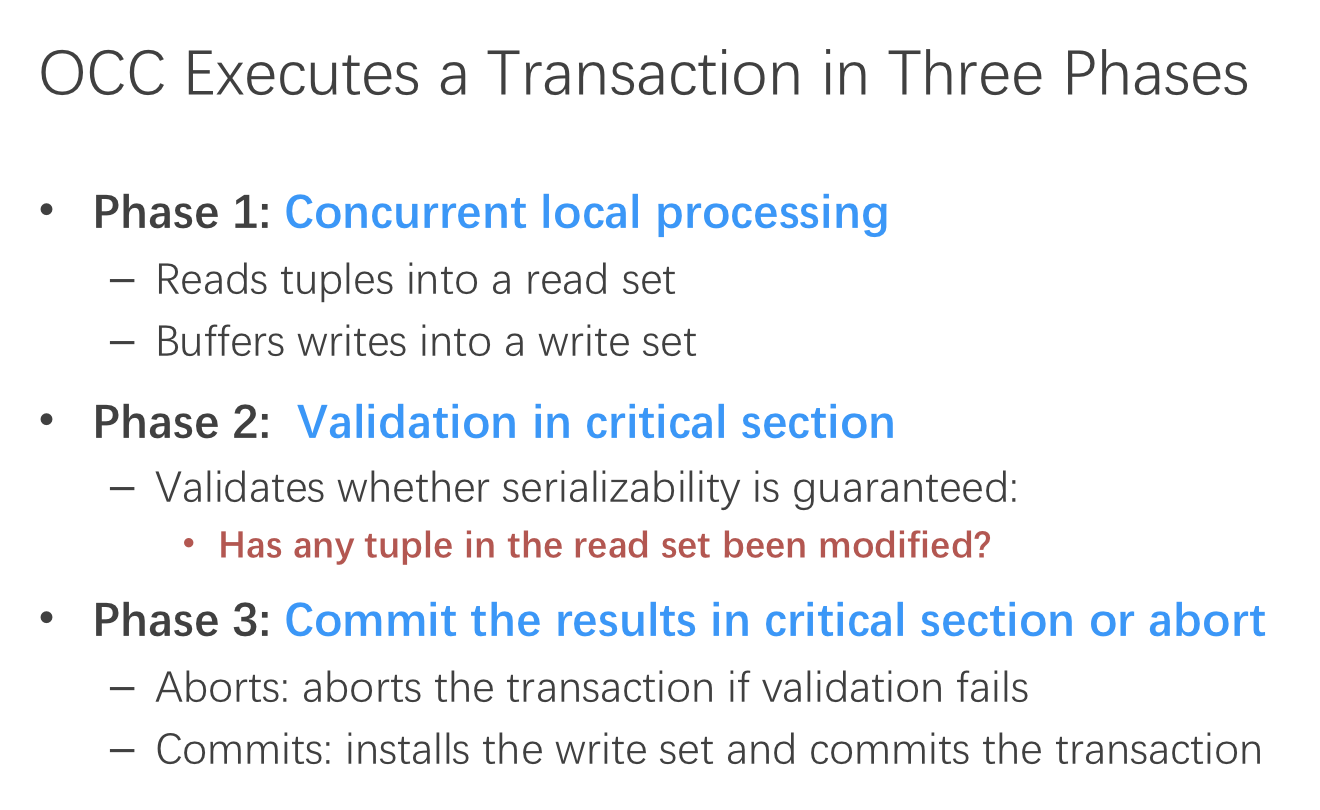 OCC Executes a Transaction in Three Phases
• Phase 1: Concurrent local processing
– Reads tuples into a read set
– Buffers writes into a write set
• Phase 2: Validation in critical section
– Validates whether serializability is guaranteed:
• Has any tuple in the read set been modified?
• Phase 3: Commit the results in critical section or abort
– Aborts: aborts the transaction if validation fails
– Commits: installs the write set and commits the transaction